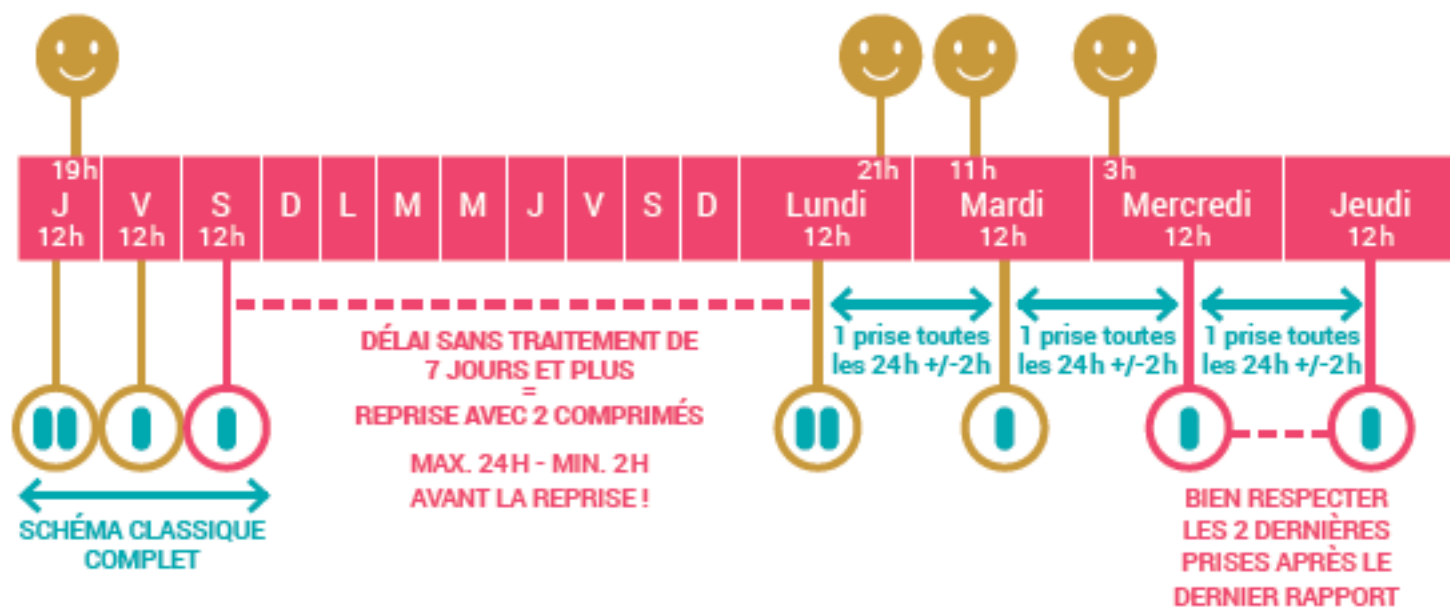 19h 21h 11h 3h
J V S D L M M J V S D Lundi Mardi Mercredi Jeudi
12h 12h 12h 12h 12h 12h 12h
DÉLAI SANS TRAITEMENT DE
7 JOURS ET PLUS
=
REPRISE AVEC 2 COMPRIMÉS
MAX. 24H - MIN. 2H
AVANT LA REPRISE !
1 prise toutes
les 24h +/-2h
1 prise toutes
les 24h +/-2h
1 prise toutes
les 24h +/-2h
SCHÉMA CLASSIQUE
COMPLET
BIEN RESPECTER
LES 2 DERNIÈRES
PRISES APRÈS LE
DERNIER RAPPORT